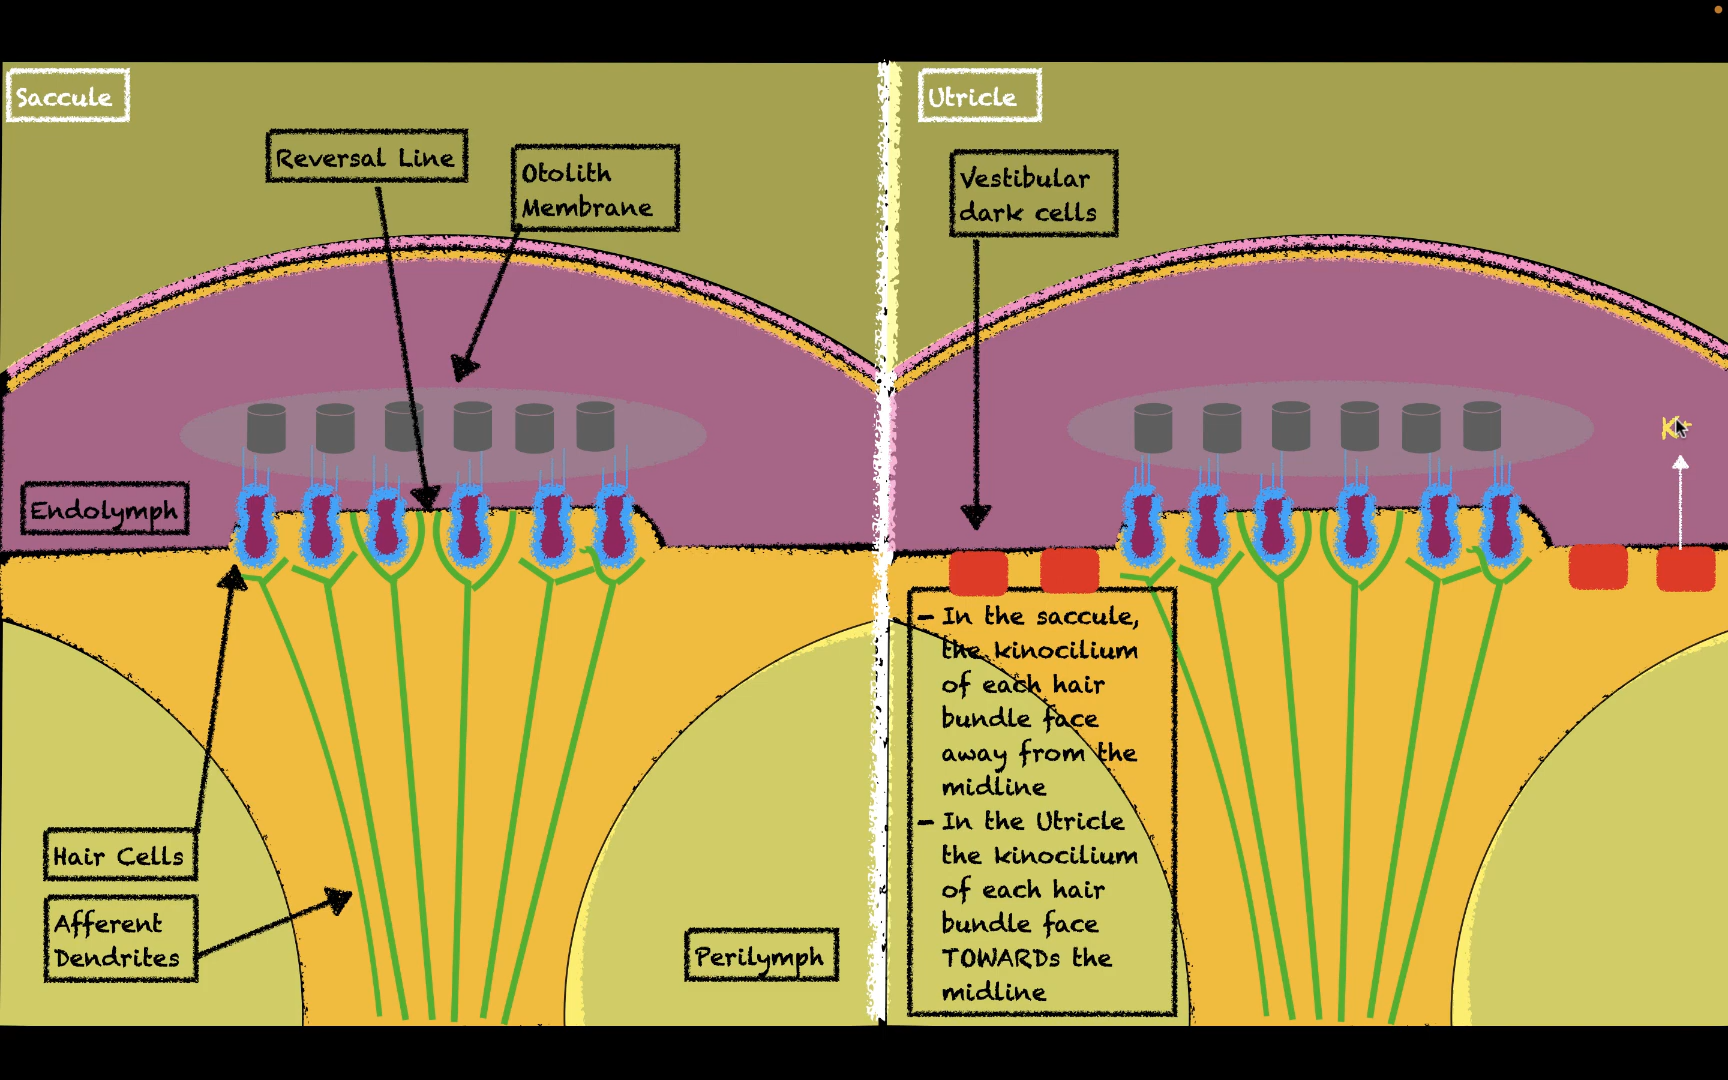 Saccule
Reversal Line
Otolith
Membrane
Endolymph
Hair Cells
Afferent
Dendrites
Perilymph
Utricle
Vestibular
dark cells
K+
- In the saccule,
the kinocilium
of each hair
bundle face
away from the
midline
- In the Utricle
the kinocilium
of each hair
bundle face
TOWARDs the
midline